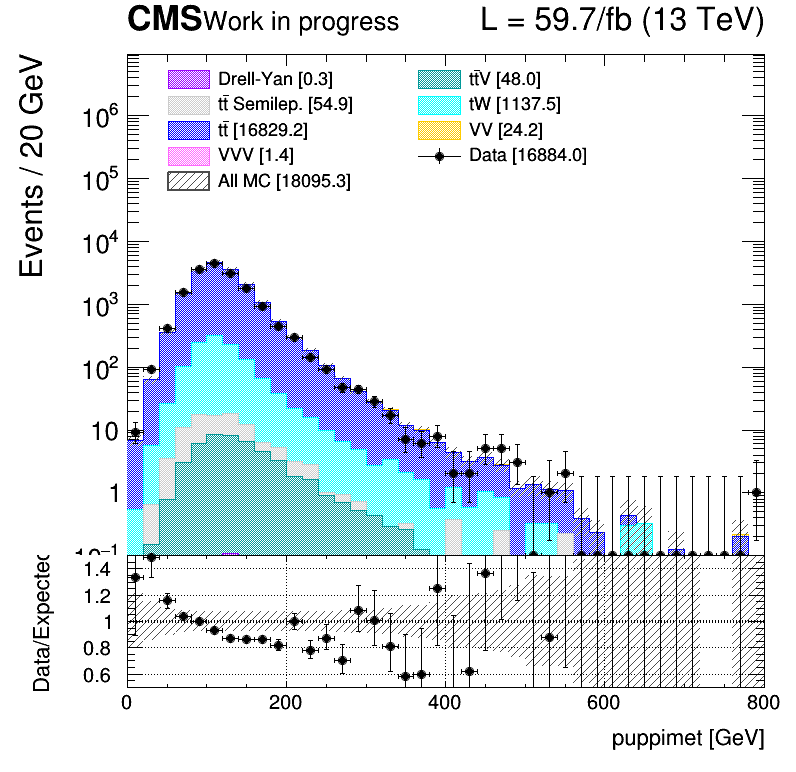 CMS Work in progress L = 59.7/fb (13 TeV)
Events / 20 GeV
Drell-Yan [0.3]
tt̄V [48.0]
tt̄ Semilep. [54.9]
tW [1137.5]
tt̄ [16829.2]
VV [24.2]
VVV [1.4]
Data [16884.0]
All MC [18095.3]
10⁶
10⁵
10⁴
10³
10²
10
1
10⁻¹
Data/Expected
1.4
1.2
1
0.8
0.6
0 200 400 600 800
puppimet [GeV]